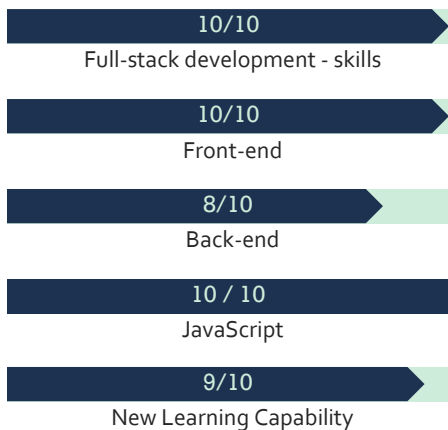 10/10
Full-stack development - skills
10/10
Front-end
8/10
Back-end
10 / 10
JavaScript
9/10
New Learning Capability